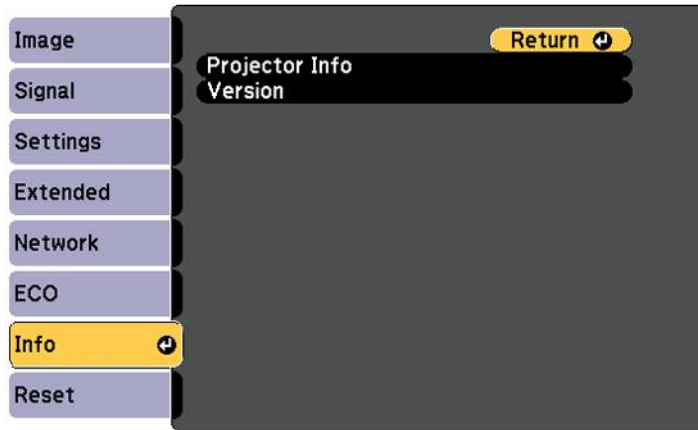 Image
Signal
Settings
Extended
Network
ECO
Info
Reset
Return
Projector Info
Version